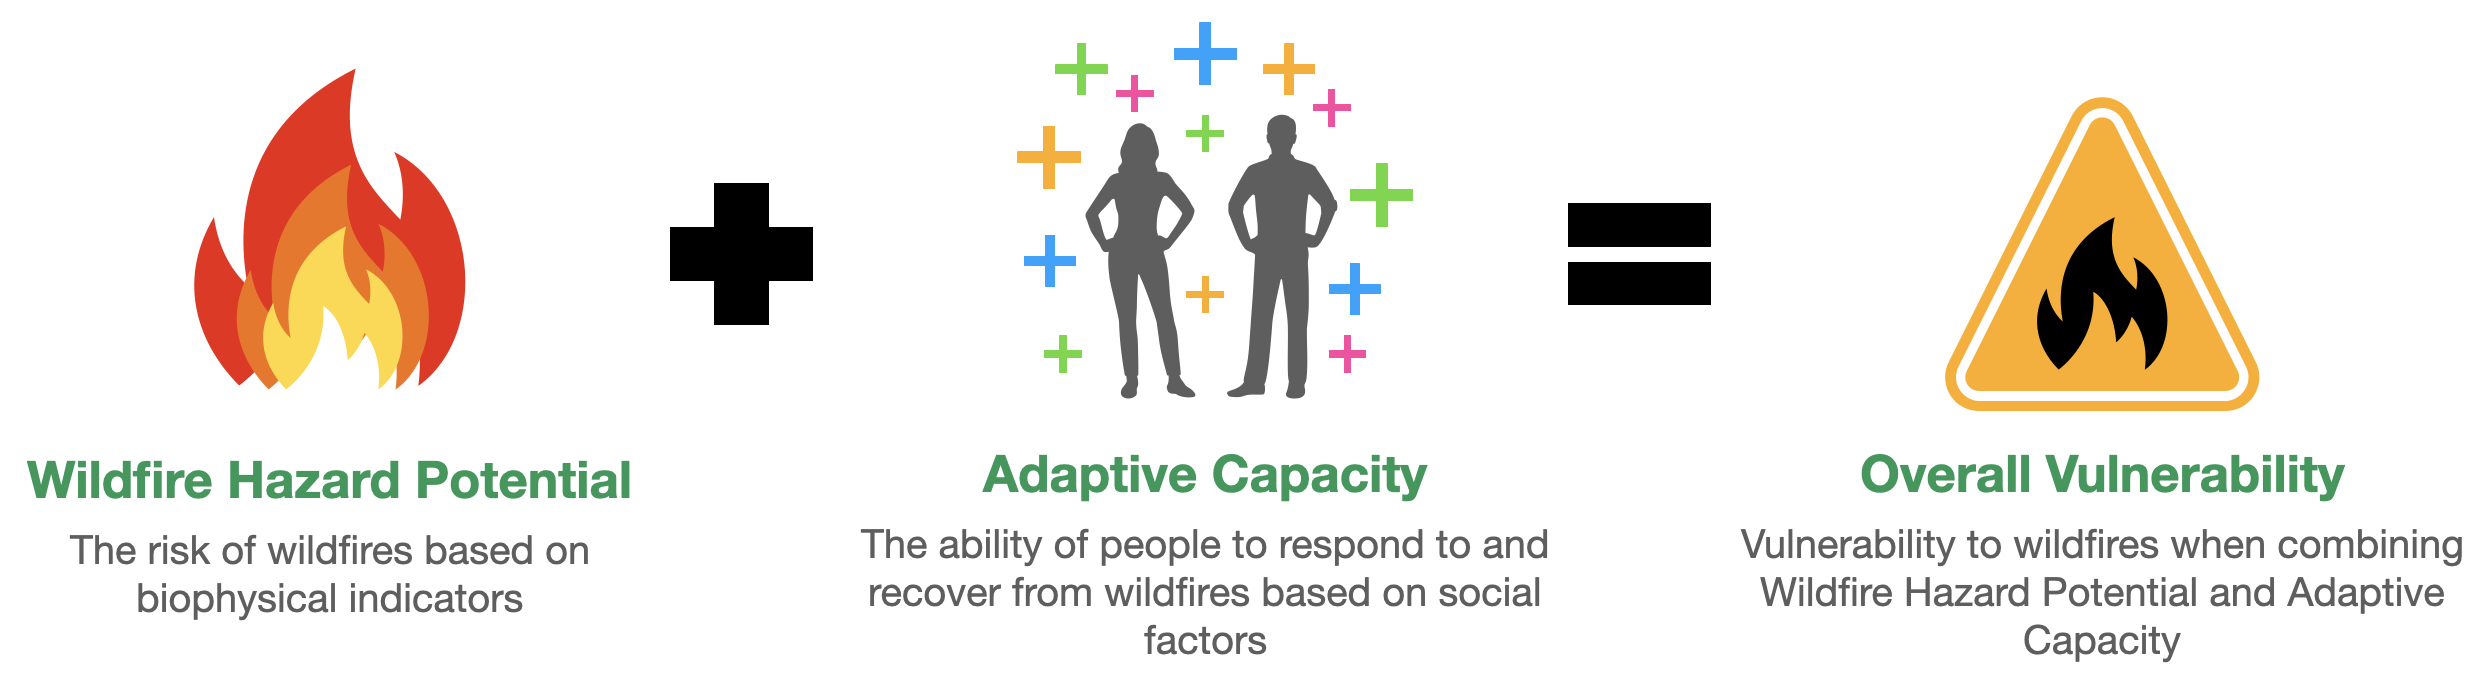 Wildfire Hazard Potential
The risk of wildfires based on
biophysical indicators
Adaptive Capacity
The ability of people to respond to and
recover from wildfires based on social
factors
Overall Vulnerability
Vulnerability to wildfires when combining
Wildfire Hazard Potential and Adaptive
Capacity